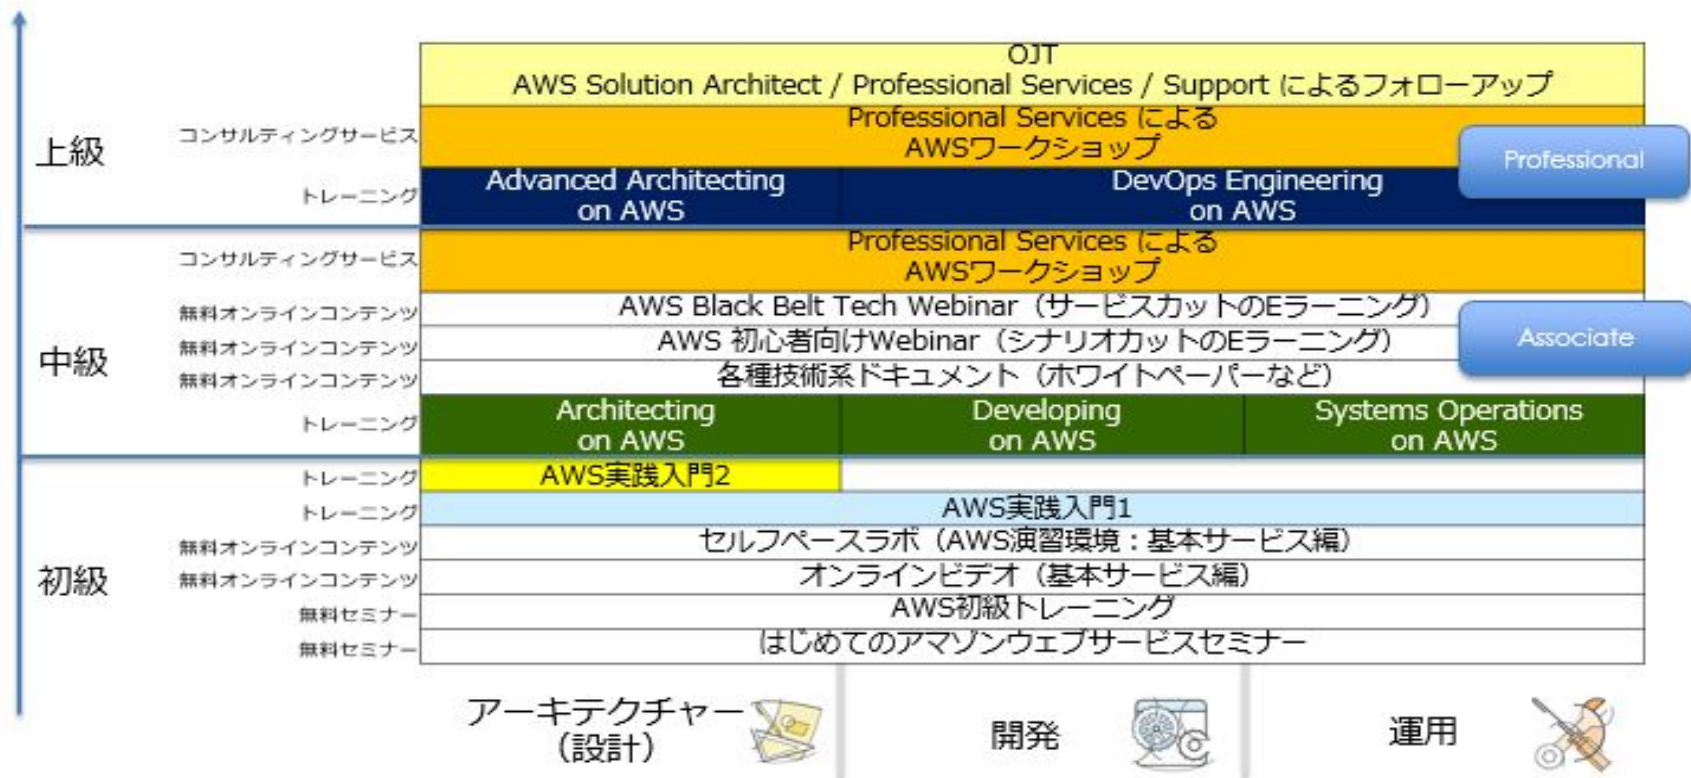 OJT
AWS Solution Architect / Professional Services / Support によるフォローアップ
上級
コンサルティングサービス
Professional Services による
AWSワークショップ
Professional
トレーニング
Advanced Architecting
on AWS
DevOps Engineering
on AWS
中級
コンサルティングサービス
Professional Services による
AWSワークショップ
無料オンラインコンテンツ
AWS Black Belt Tech Webinar（サービスカットのEラーニング）
無料オンラインコンテンツ
AWS 初心者向けWebinar（シナリオカットのEラーニング）
Associate
無料オンラインコンテンツ
各種技術系ドキュメント（ホワイトペーパーなど）
トレーニング
Architecting
on AWS
Developing
on AWS
Systems Operations
on AWS
初級
トレーニング
AWS実践入門2
トレーニング
AWS実践入門1
無料オンラインコンテンツ
セルフペースラボ（AWS演習環境：基本サービス編）
無料オンラインコンテンツ
オンラインビデオ（基本サービス編）
無料セミナー
AWS初級トレーニング
無料セミナー
はじめてのアマゾンウェブサービスセミナー
アーキテクチャー
（設計）
開発
運用